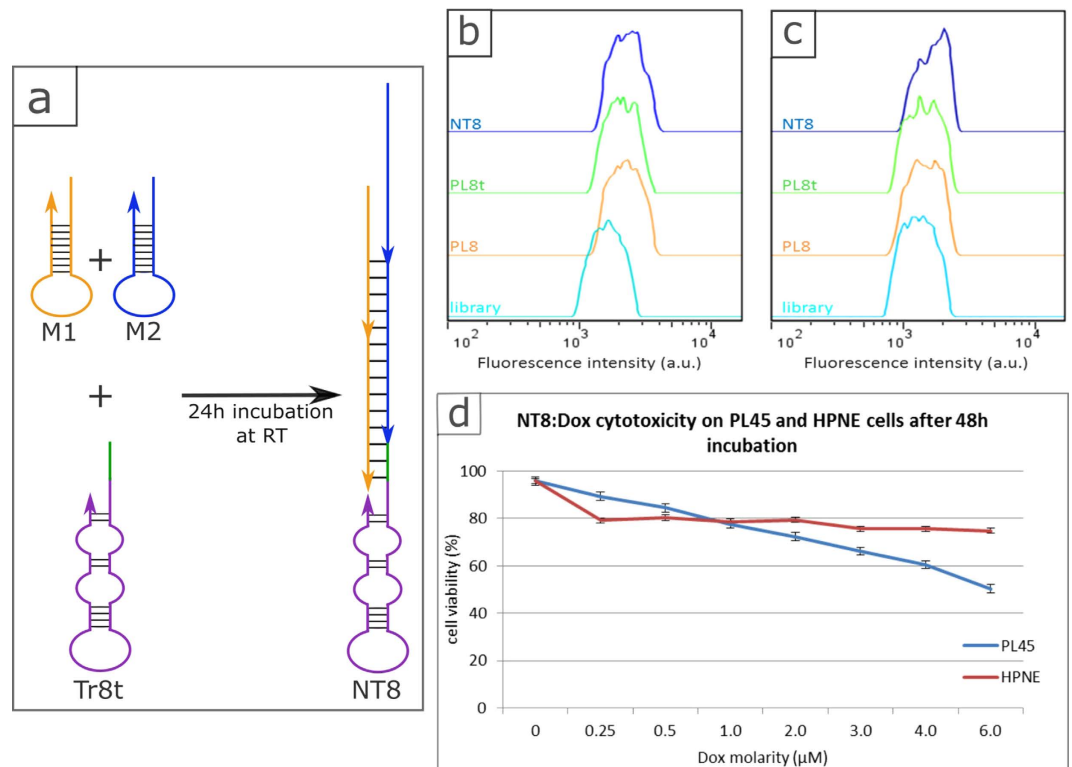 a
M1
+
M2
+
24h incubation
at RT
Tr8t
NT8
b
NT8
PL8t
PL8
library
10² 10³ 10⁴
Fluorescence intensity (a.u.)
c
NT8
PL8t
PL8
library
10² 10³ 10⁴
Fluorescence intensity (a.u.)
d
NT8:Dox cytotoxicity on PL45 and HPNE cells after 48h
incubation
cell viability (%)
100
80
60
40
20
0
PL45
HPNE
0 0.25 0.5 1.0 2.0 3.0 4.0 6.0
Dox molarity (µM)